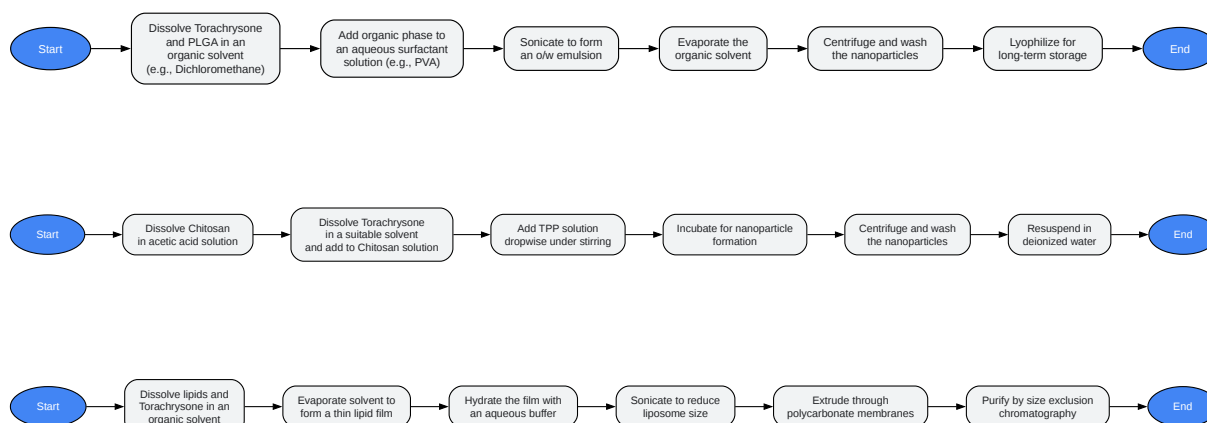 Start
Dissolve Torachrysone
and PLGA in an
organic solvent
(e.g., Dichloromethane)
Add organic phase to
an aqueous surfactant
solution (e.g., PVA)
Sonicate to form
an o/w emulsion
Evaporate the
organic solvent
Centrifuge and wash
the nanoparticles
Lyophilize for
long-term storage
End
Start
Dissolve Chitosan
in acetic acid solution
Dissolve Torachrysone
in a suitable solvent
and add to Chitosan solution
Add TPP solution
dropwise under stirring
Incubate for nanoparticle
formation
Centrifuge and wash
the nanoparticles
Resuspend in
deionized water
End
Start
Dissolve lipids and
Torachrysone in an
organic solvent
Evaporate solvent to
form a thin lipid film
Hydrate the film with
an aqueous buffer
Sonicate to reduce
liposome size
Extrude through
polycarbonate membranes
Purify by size exclusion
chromatography
End